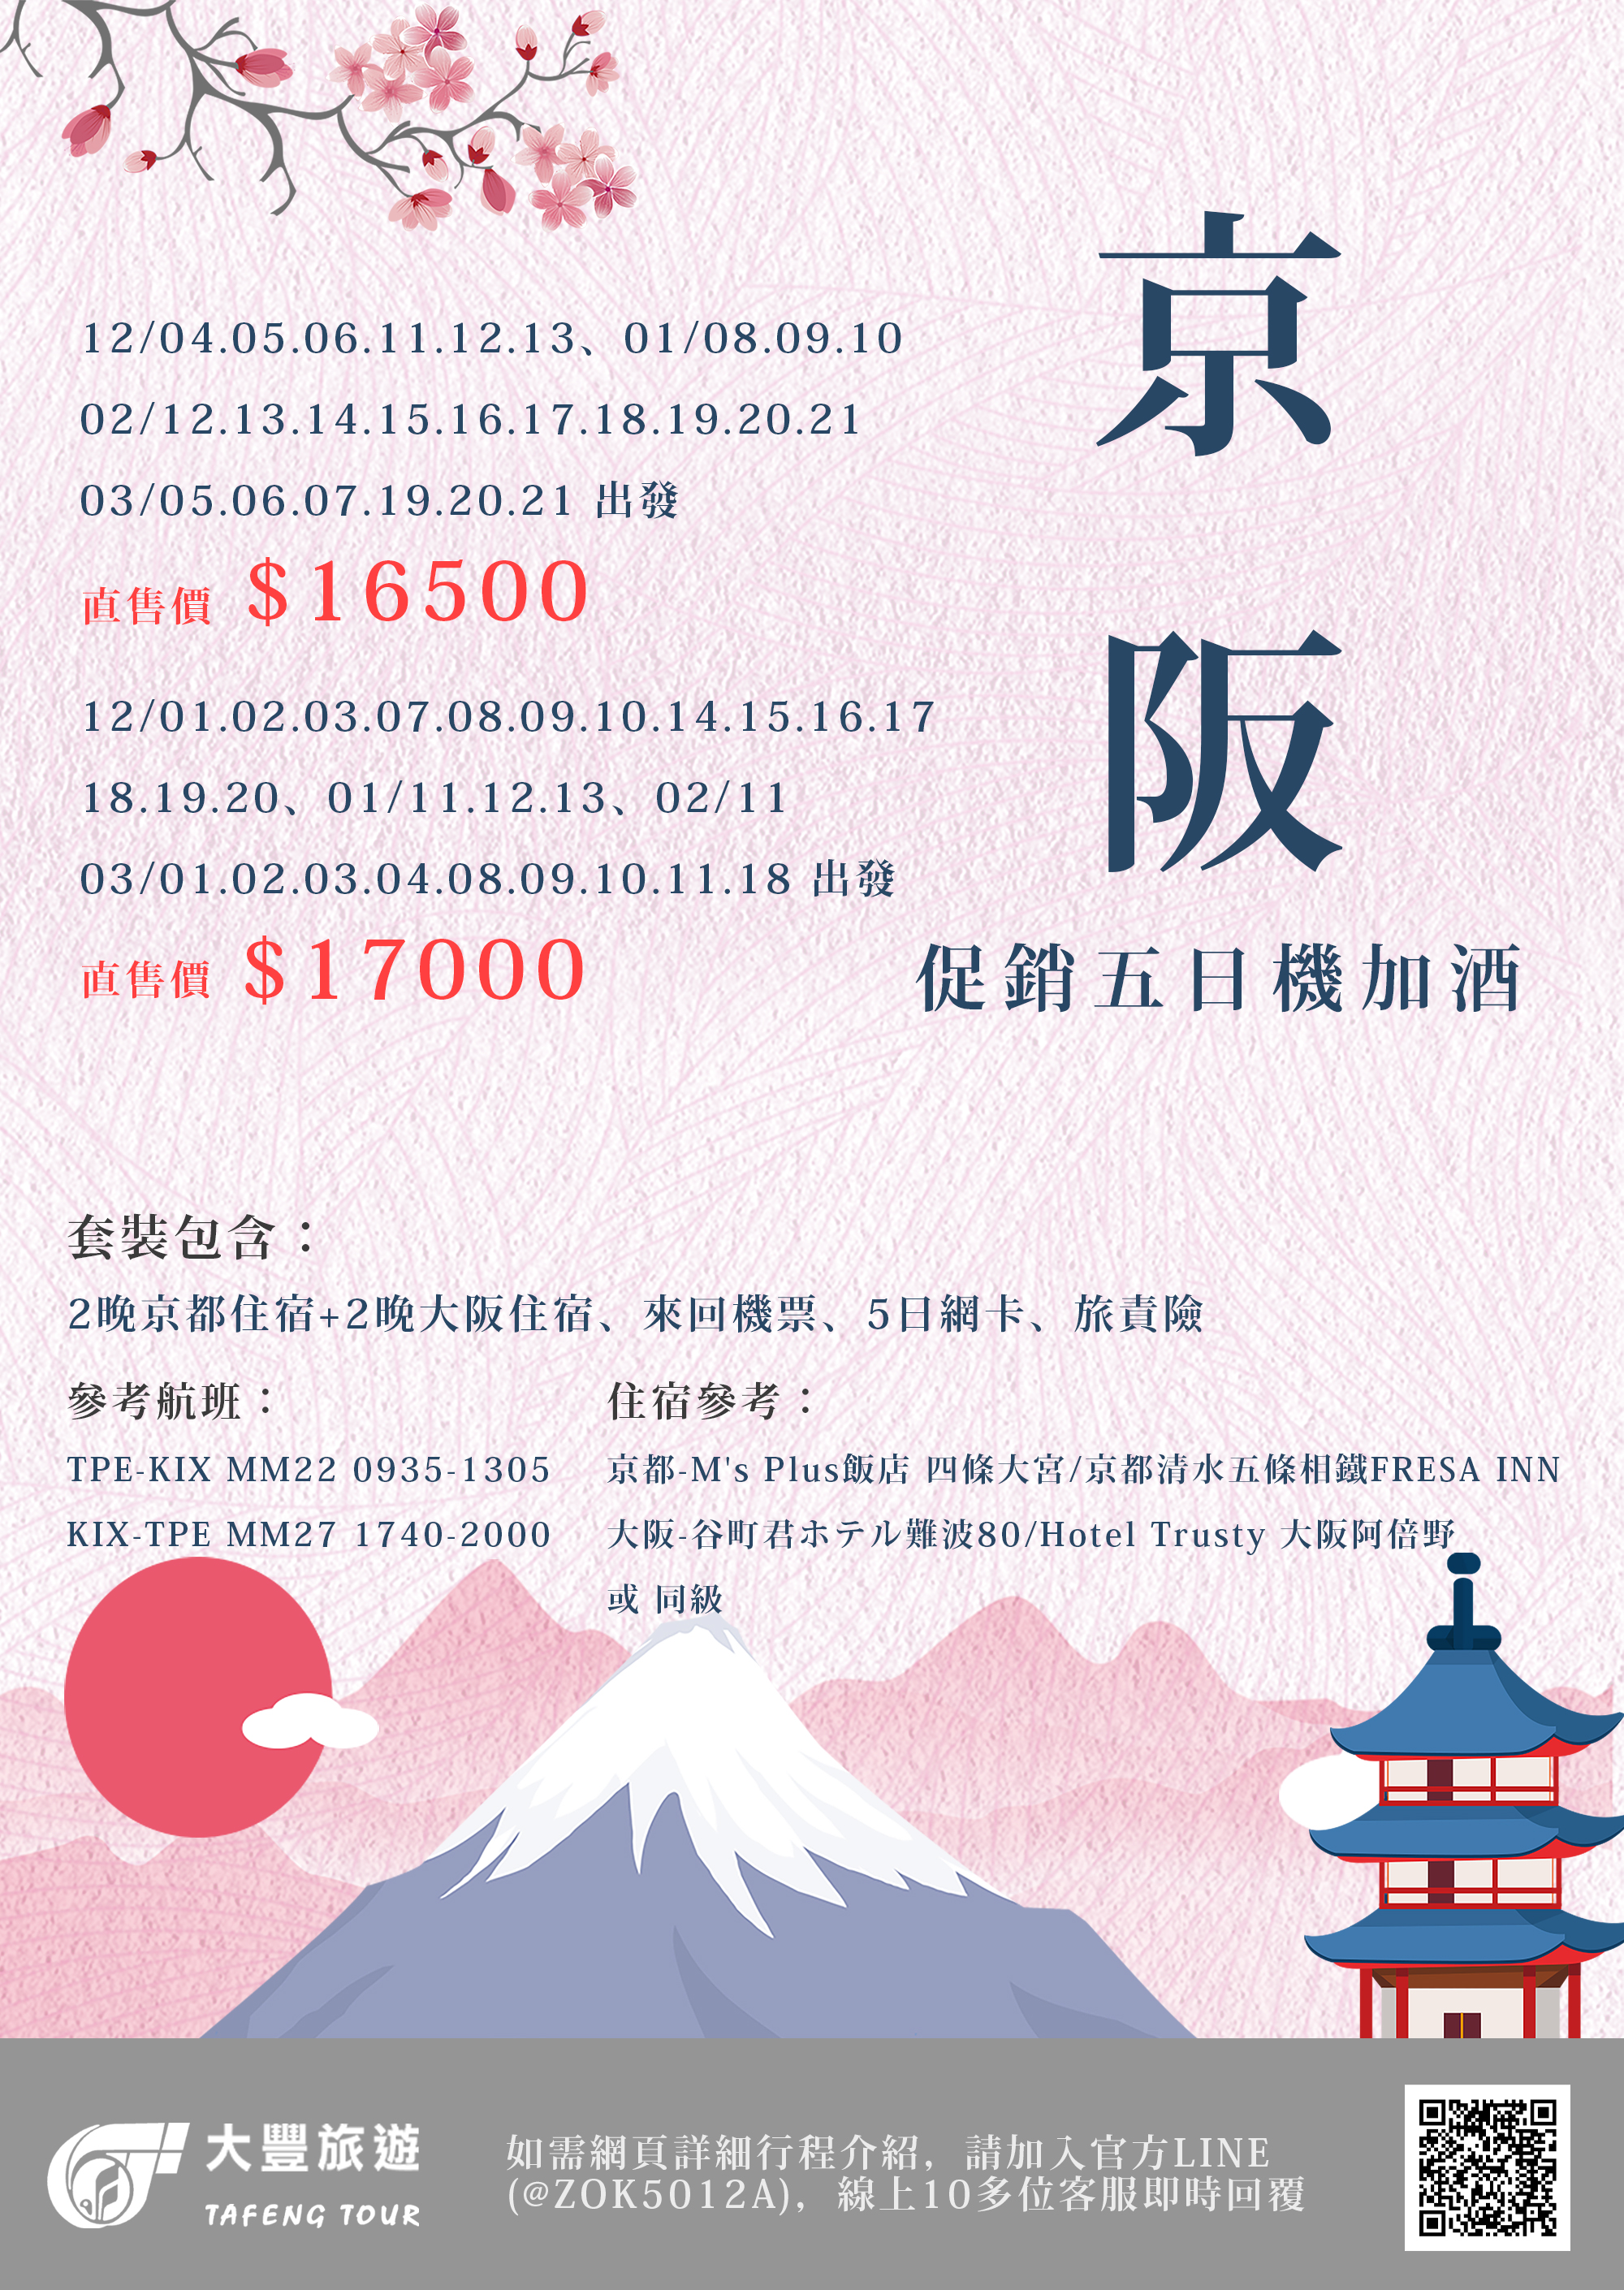 京
阪
促銷五日機加酒
12/04.05.06.11.12.13、01/08.09.10
02/12.13.14.15.16.17.18.19.20.21
03/05.06.07.19.20.21 出發
直售價 $16500
12/01.02.03.07.08.09.10.14.15.16.17
18.19.20、01/11.12.13、02/11
03/01.02.03.04.08.09.10.11.18 出發
直售價 $17000
套裝包含：
2晚京都住宿+2晚大阪住宿、來回機票、5日網卡、旅責險
參考航班：
TPE-KIX MM22 0935-1305
KIX-TPE MM27 1740-2000
住宿參考：
京都-M's Plus飯店 四條大宮/京都清水五條相鐵FRESA INN
大阪-谷町君ホテル難波80/Hotel Trusty 大阪阿倍野
或 同級
大豐旅遊
TAFENG TOUR
如需網頁詳細行程介紹，請加入官方LINE
(@ZOK5012A)，線上10多位客服即時回覆